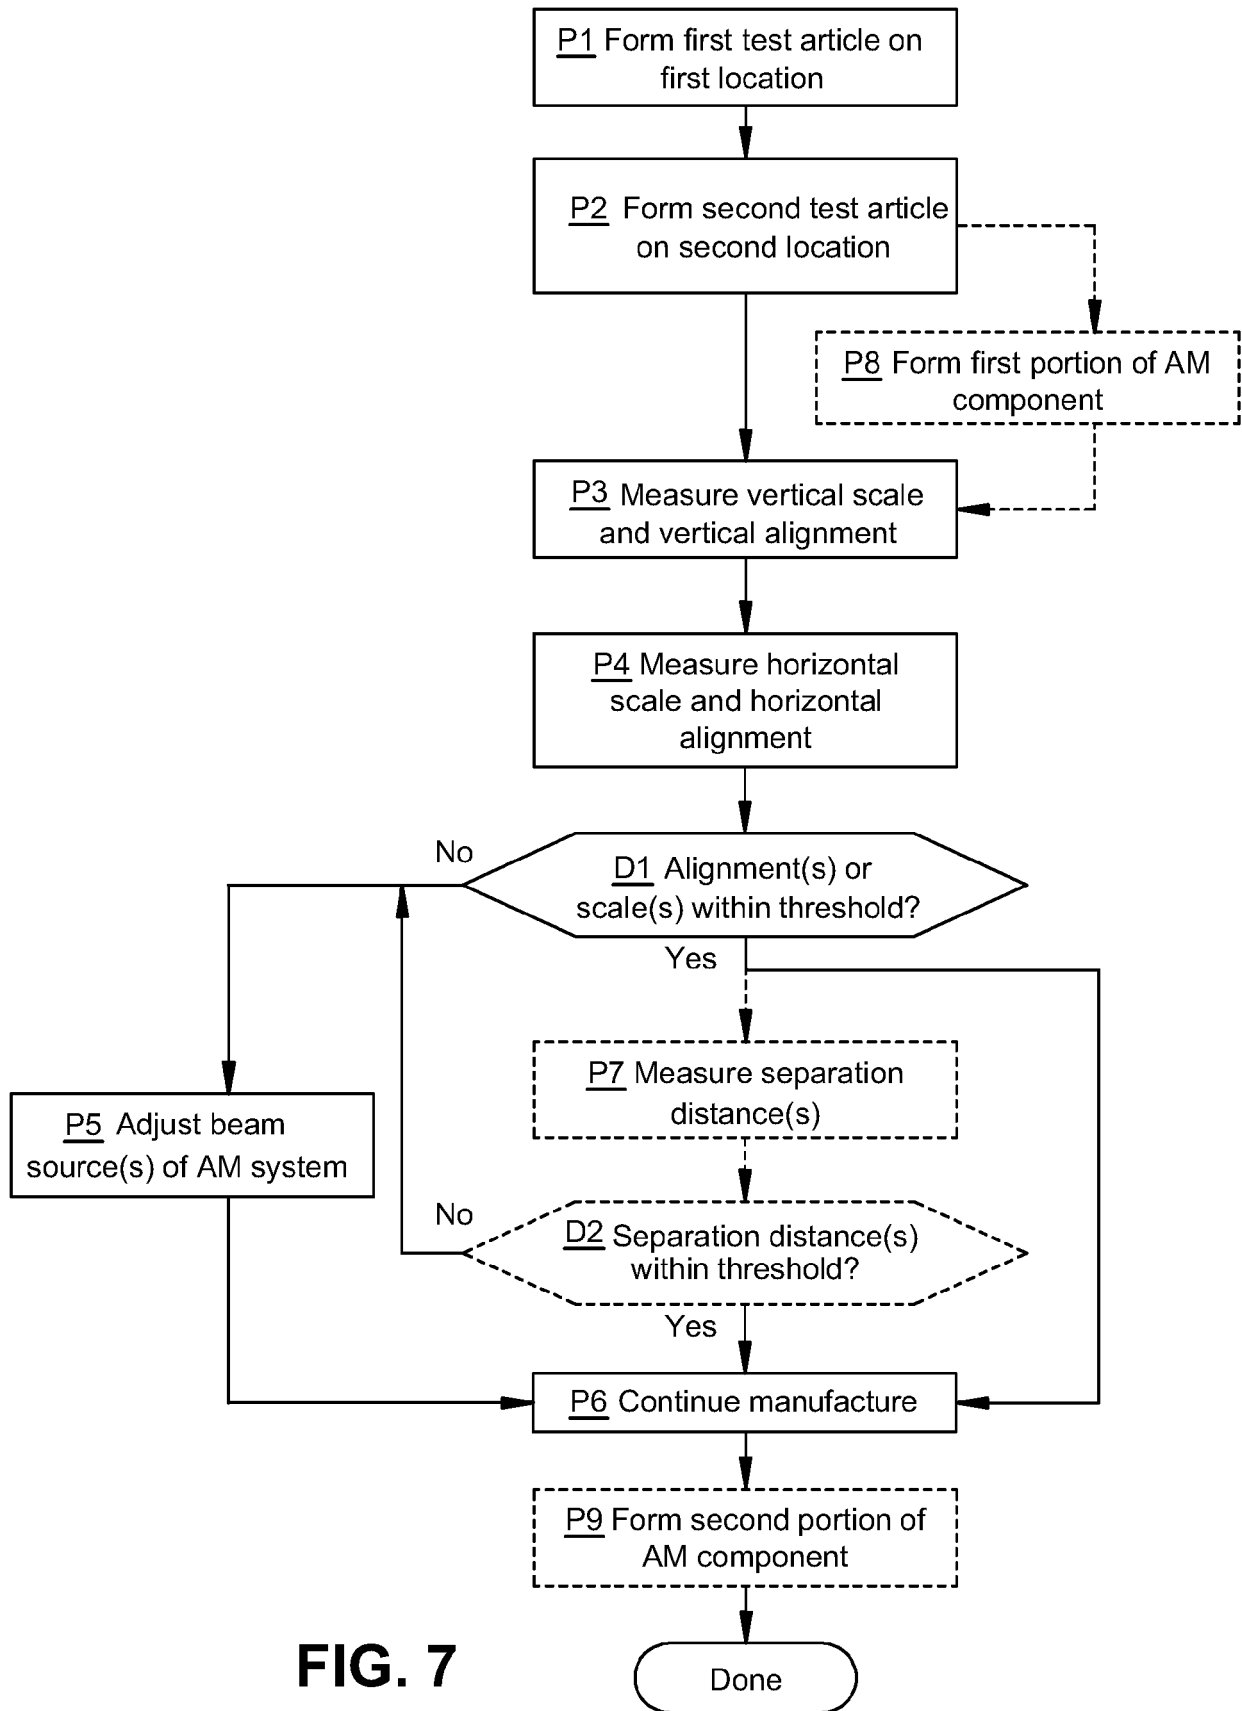 P1 Form first test article on
first location
P2 Form second test article
on second location
P8 Form first portion of AM
component
P3 Measure vertical scale
and vertical alignment
P4 Measure horizontal
scale and horizontal
alignment
No
D1 Alignment(s) or
scale(s) within threshold?
Yes
P7 Measure separation
distance(s)
P5 Adjust beam
source(s) of AM system
No
D2 Separation distance(s)
within threshold?
Yes
P6 Continue manufacture
P9 Form second portion of
AM component
FIG. 7
Done